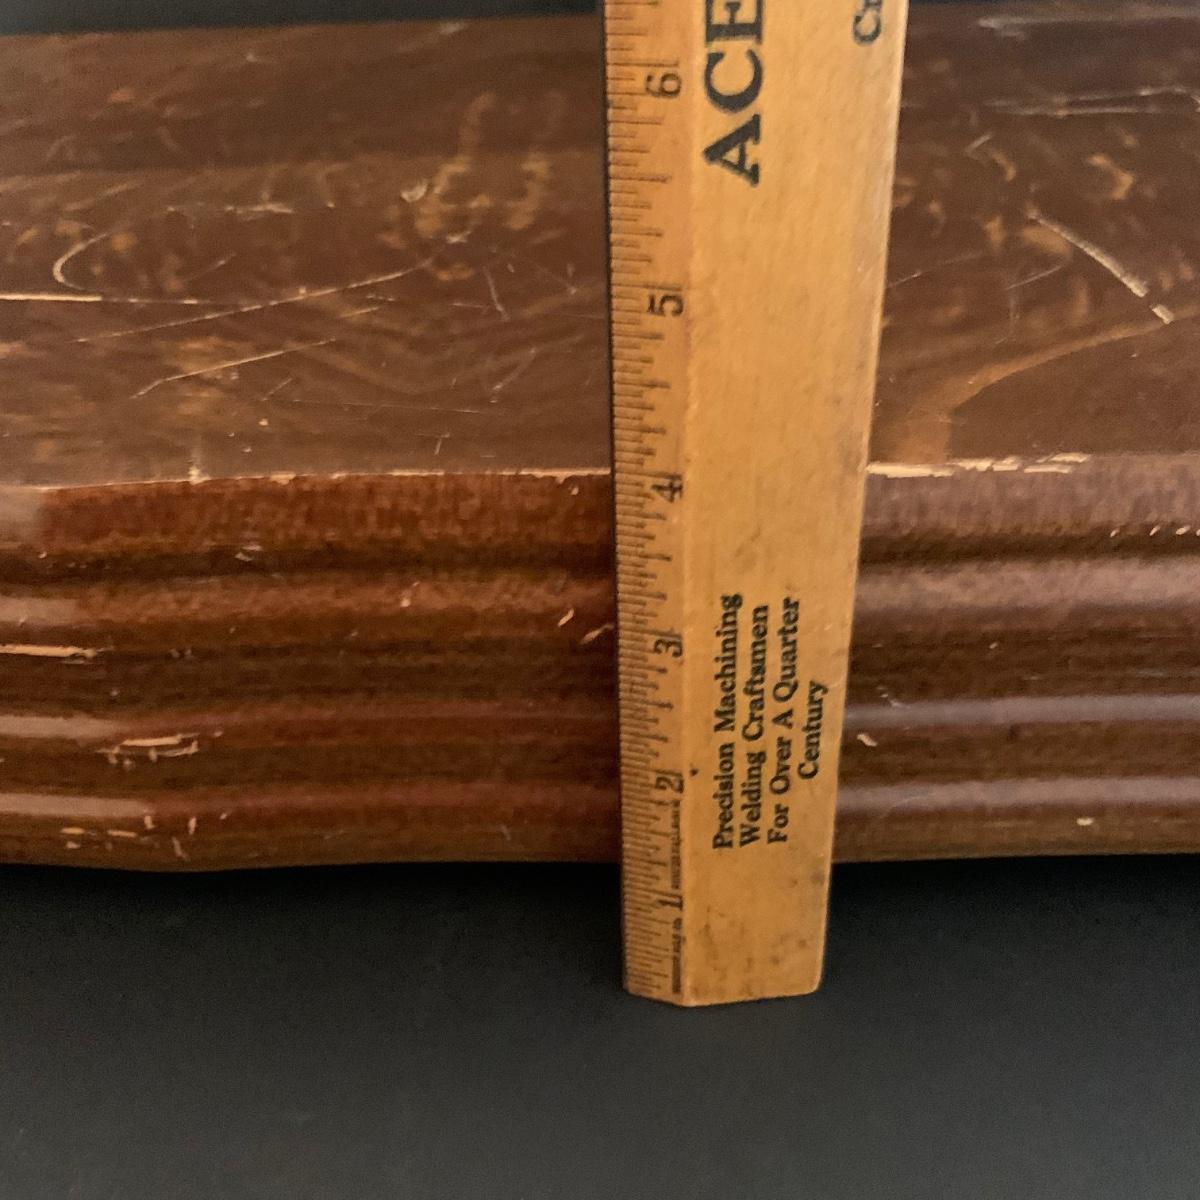 ACE
Precision Machining
Welding Craftsmen
For Over A Quarter
Century
6
5
4
3
2
1